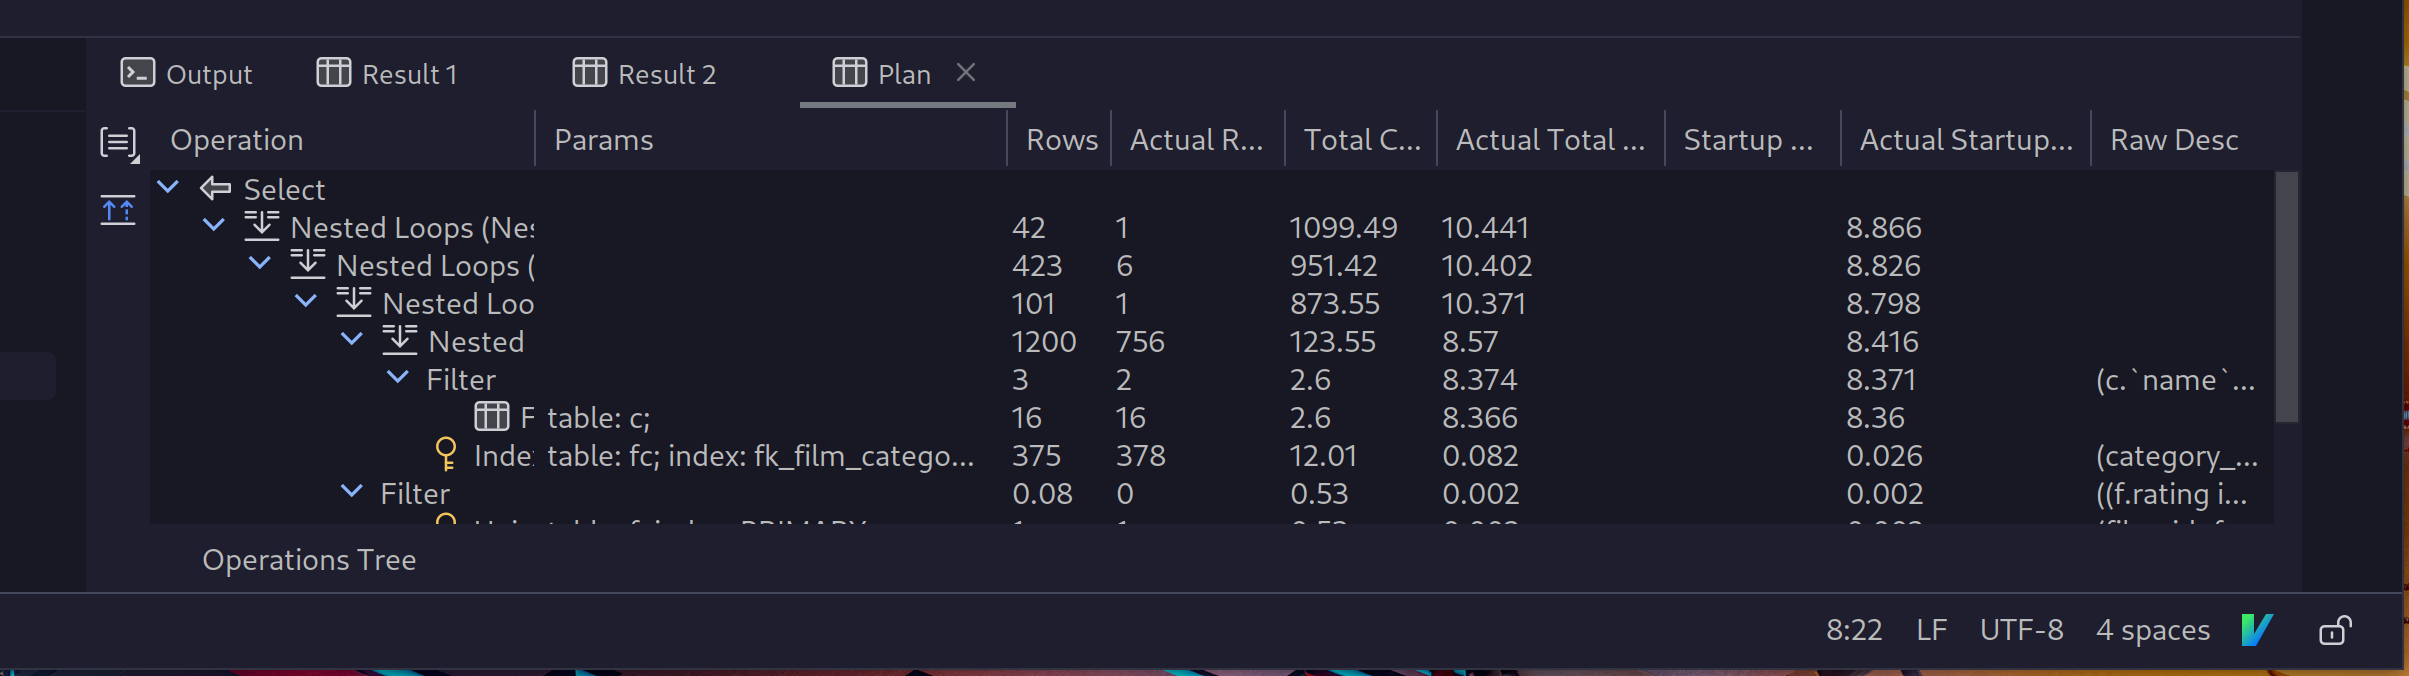 Output Result 1 Result 2 Plan
Operation Params Rows Actual R... Total C... Actual Total ... Startup ... Actual Startup... Raw Desc
Select
Nested Loops (Nes 42 1 1099.49 10.441 8.866
Nested Loops ( 423 6 951.42 10.402 8.826
Nested Loo 101 1 873.55 10.371 8.798
Nested 1200 756 123.55 8.57 8.416
Filter 3 2 2.6 8.374 8.371 (c.`name`...
F table: c; 16 16 2.6 8.366 8.36
Inde table: fc; index: fk_film_catego... 375 378 12.01 0.082 0.026 (category_...
Filter 0.08 0 0.53 0.002 0.002 ((f.rating i...
Operations Tree
8:22 LF UTF-8 4 spaces